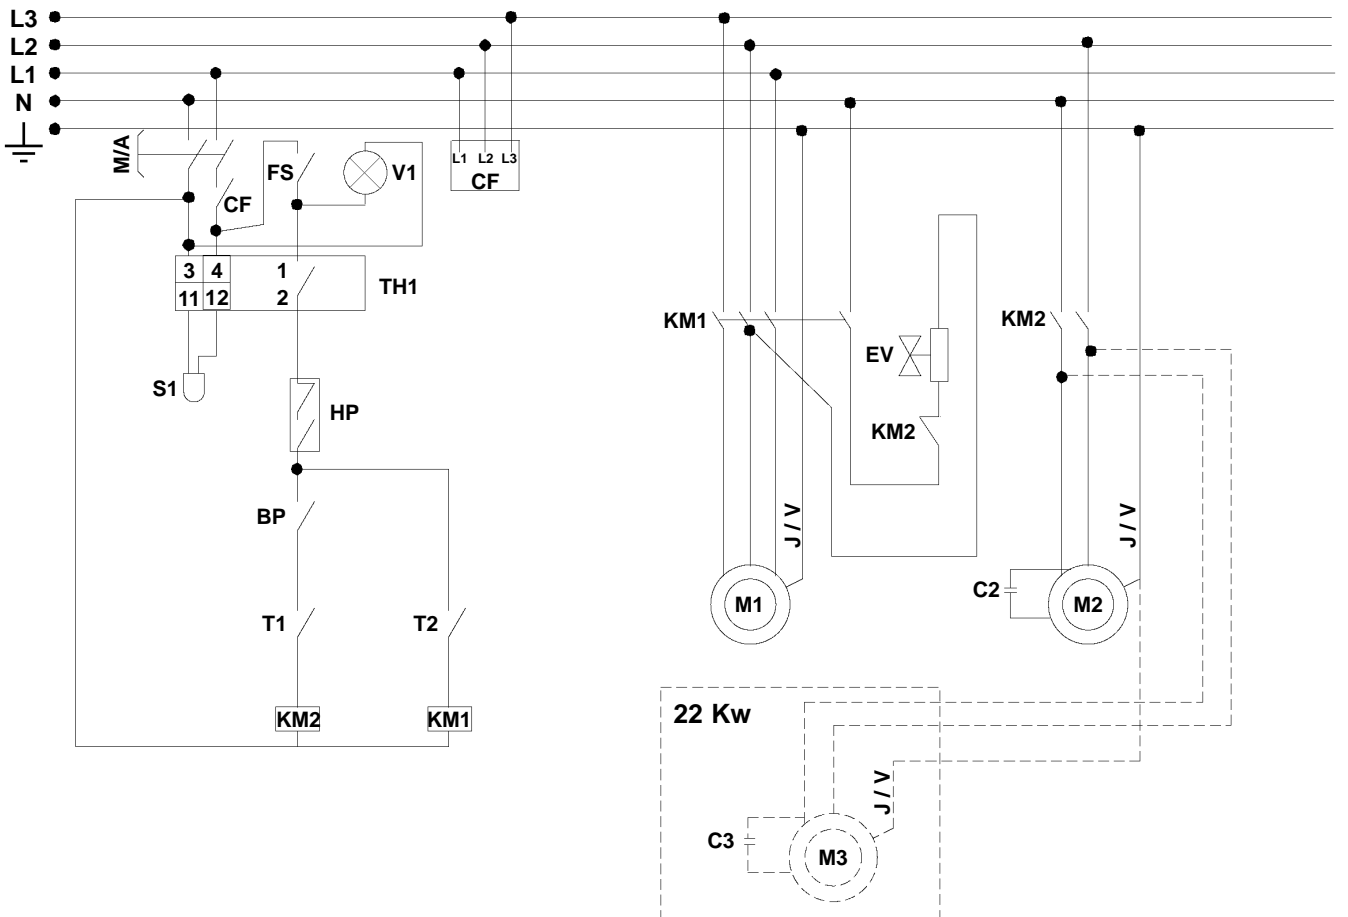 L3
L2
L1
N
M/A
FS
V1
L1 L2 L3
CF
CF
3 4 1
TH1
11 12 2
KM1
KM2
EV
S1
HP
KM2
BP
J / V
J / V
C2
M1
M2
T1
T2
KM2
KM1
22 Kw
J / V
C3
M3